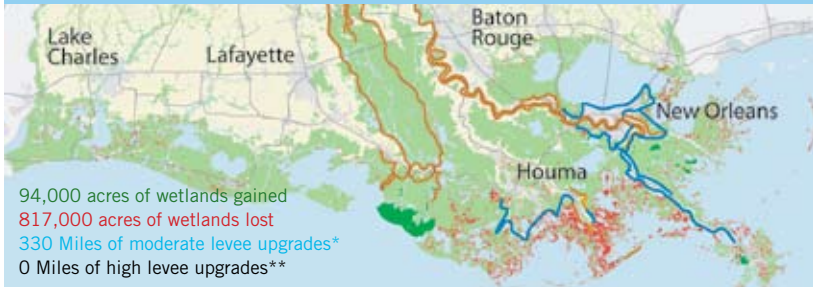 Lake
Charles
Lafayette
Baton
Rouge
New Orleans
Houma
94,000 acres of wetlands gained
817,000 acres of wetlands lost
330 Miles of moderate levee upgrades*
0 Miles of high levee upgrades**